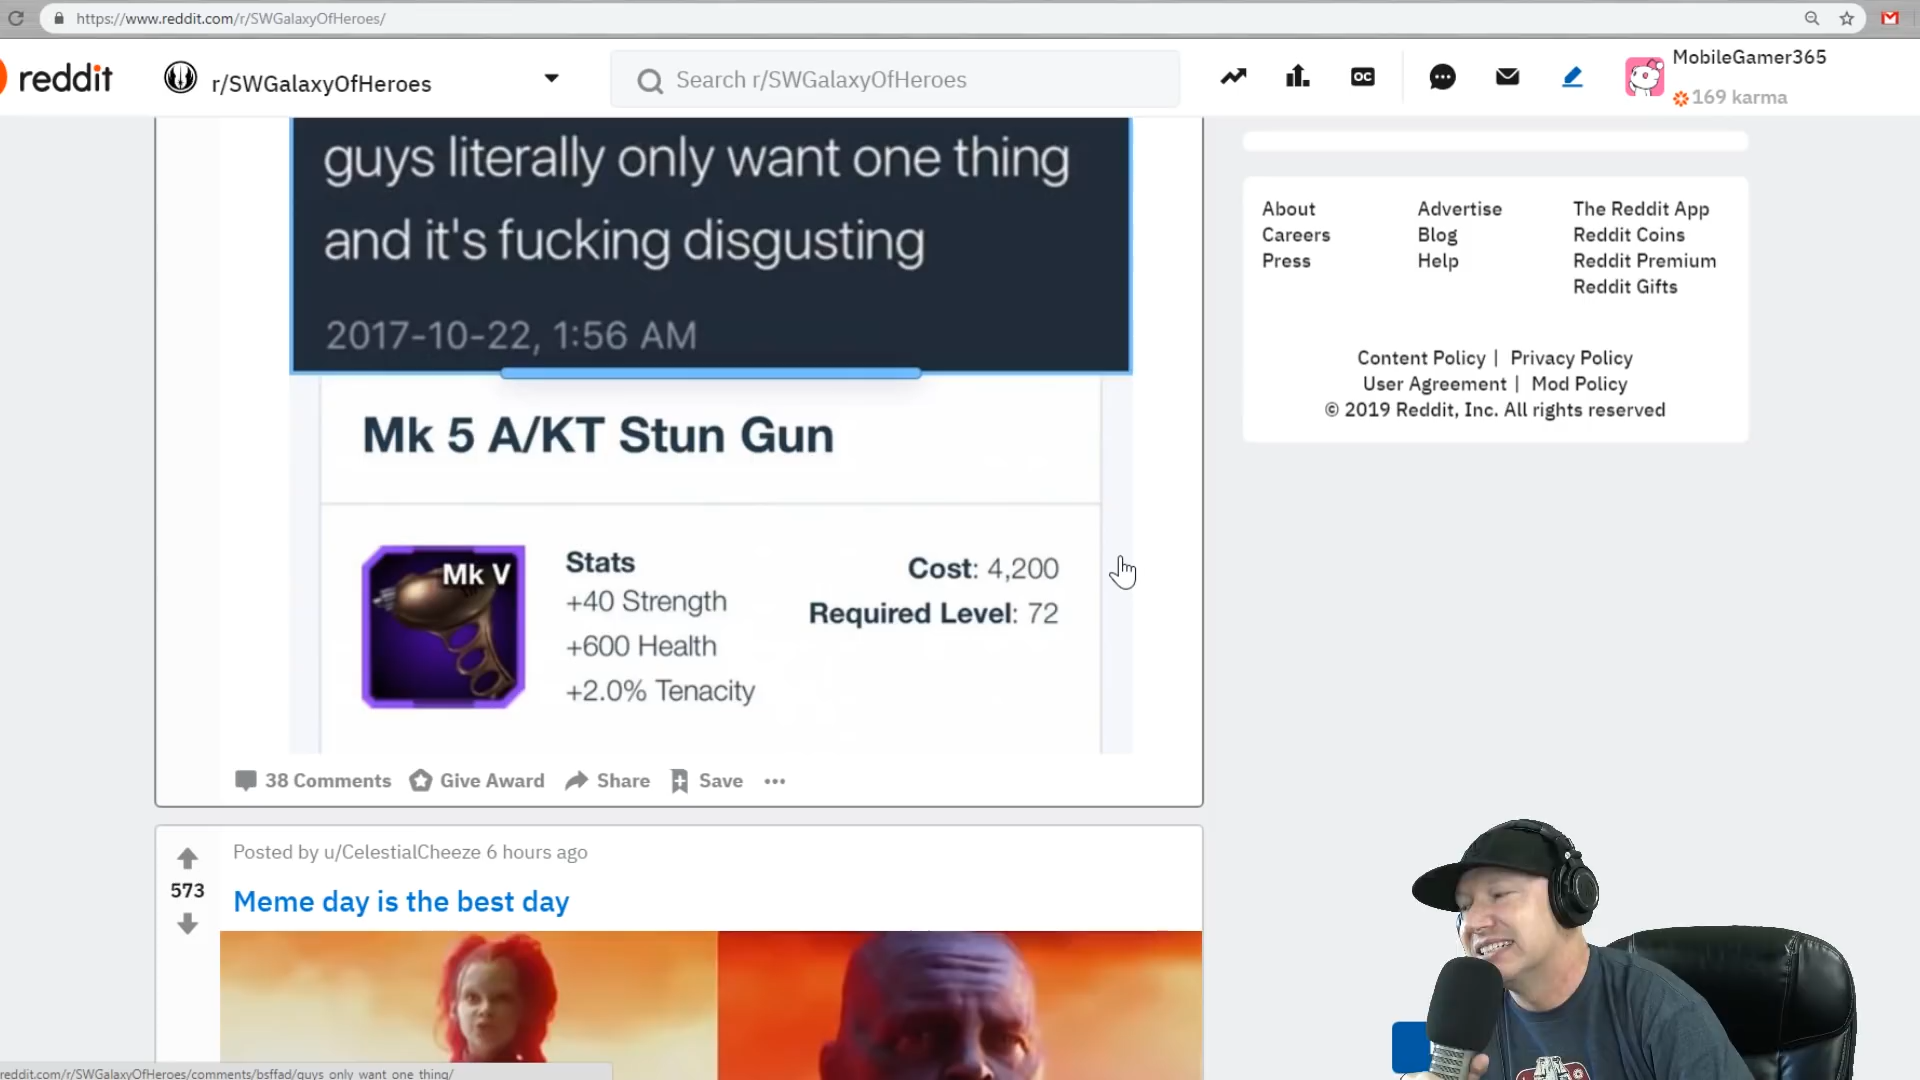 https://www.reddit.com/r/SWGalaxyOfHeroes/
reddit
r/SWGalaxyOfHeroes
Search r/SWGalaxyOfHeroes
OC
MobileGamer365
169 karma
guys literally only want one thing
and it's fucking disgusting
2017-10-22, 1:56 AM
Mk 5 A/KT Stun Gun
Mk V
Stats
+40 Strength
+600 Health
+2.0% Tenacity
Cost: 4,200
Required Level: 72
38 Comments
Give Award
Share
Save
573
Posted by u/CelestialCheeze 6 hours ago
Meme day is the best day
About
Careers
Press
Advertise
Blog
Help
The Reddit App
Reddit Coins
Reddit Premium
Reddit Gifts
Content Policy | Privacy Policy
User Agreement | Mod Policy
© 2019 Reddit, Inc. All rights reserved
reddit.com/r/SWGalaxyOfHeroes/comments/bsffad/guys_only_want_one_thing/